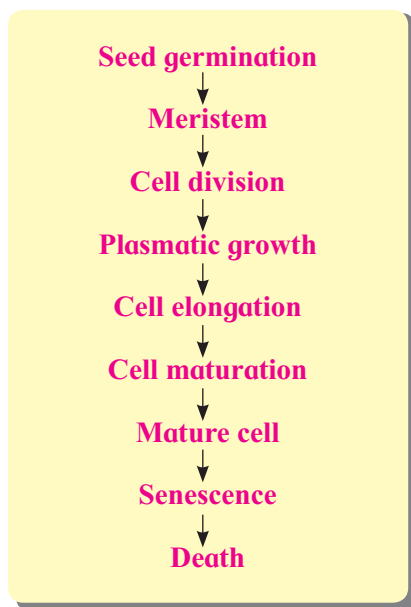 Seed germination
Meristem
Cell division
Plasmatic growth
Cell elongation
Cell maturation
Mature cell
Senescence
Death